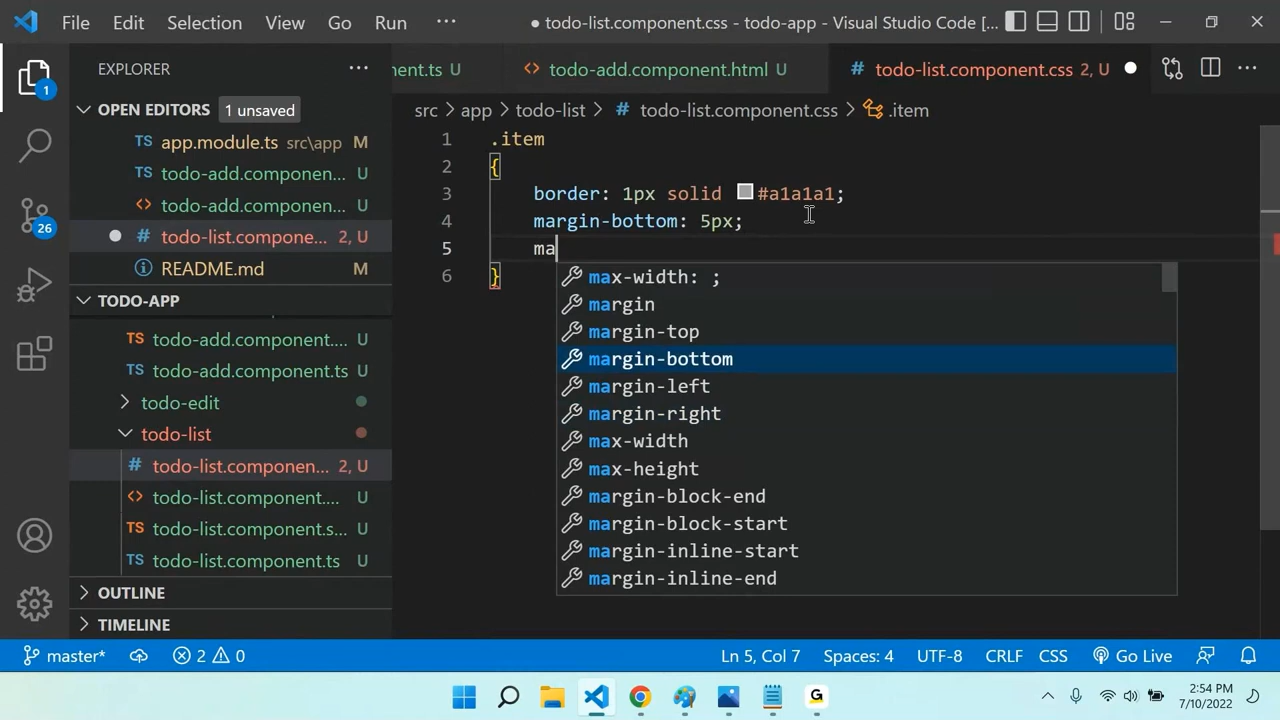 File Edit Selection View Go Run ··· ● todo-list.component.css - todo-app - Visual Studio Code [...
EXPLORER ···
OPEN EDITORS 1 unsaved
app.module.ts src\app M
todo-add.componen... U
todo-add.componen... U
# todo-list.compone... 2, U
README.md M
TODO-APP
TS todo-add.component.... U
TS todo-add.component.ts U
todo-edit
todo-list
# todo-list.componen... 2, U
todo-list.component.... U
TS todo-list.component.s... U
TS todo-list.component.ts U
OUTLINE
TIMELINE
1
26
ent.ts U
<> todo-add.component.html U
# todo-list.component.css 2, U ●
src > app > todo-list > # todo-list.component.css > .item
1 .item
2 {
3 border: 1px solid #a1a1a1;
4 margin-bottom: 5px;
5 ma
6 }
max-width: ;
margin
margin-top
margin-bottom
margin-left
margin-right
max-width
max-height
margin-block-end
margin-block-start
margin-inline-start
margin-inline-end
master* 2 0 Ln 5, Col 7 Spaces: 4 UTF-8 CRLF CSS Go Live
G
2:54 PM
7/10/2022